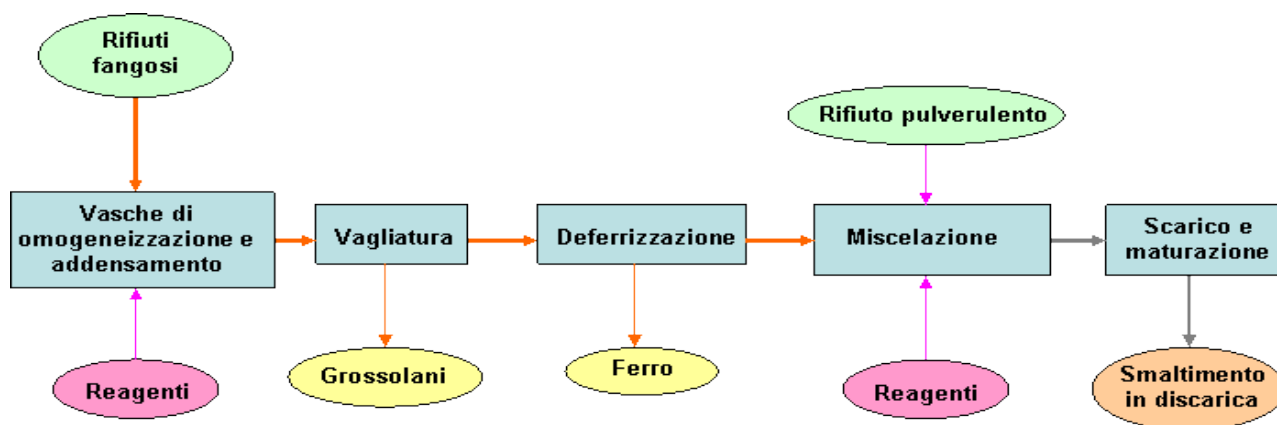 Rifiuti
fangosi
Rifiuto pulverulento
Vasche di
omogeneizzazione e
addensamento
Vagliatura
Deferrizzazione
Miscelazione
Scarico e
maturazione
Reagenti
Grossolani
Ferro
Reagenti
Smaltimento
in discarica